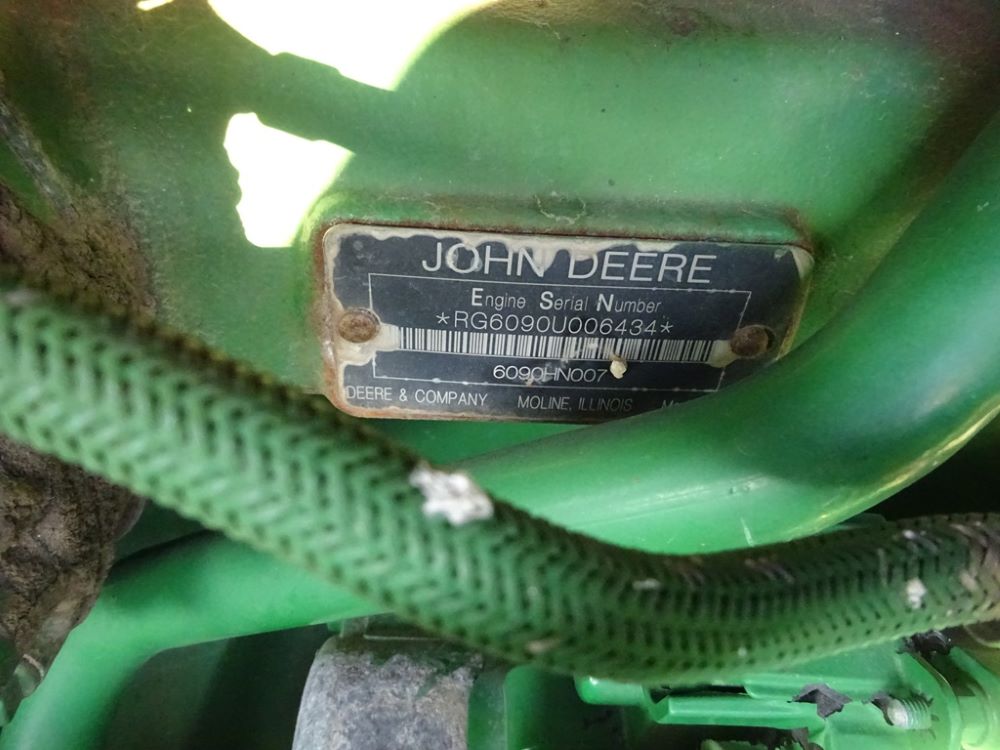 JOHN DEERE
Engine Serial Number
*RG6090U006434*
6090HN007
DEERE & COMPANY MOLINE, ILLINOIS